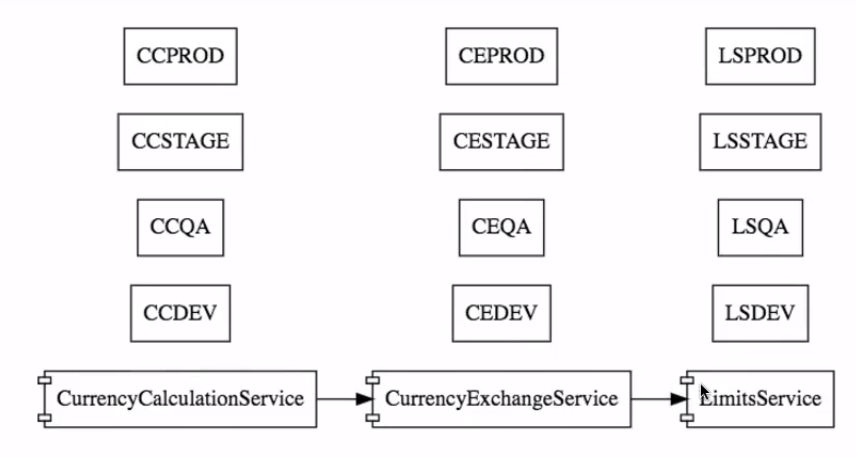 CCPROD CEPROD LSPROD
CCSTAGE CESTAGE LSSTAGE
CCQA CEQA LSQA
CCDEV CEDEV LSDEV
CurrencyCalculationService CurrencyExchangeService LimitsService